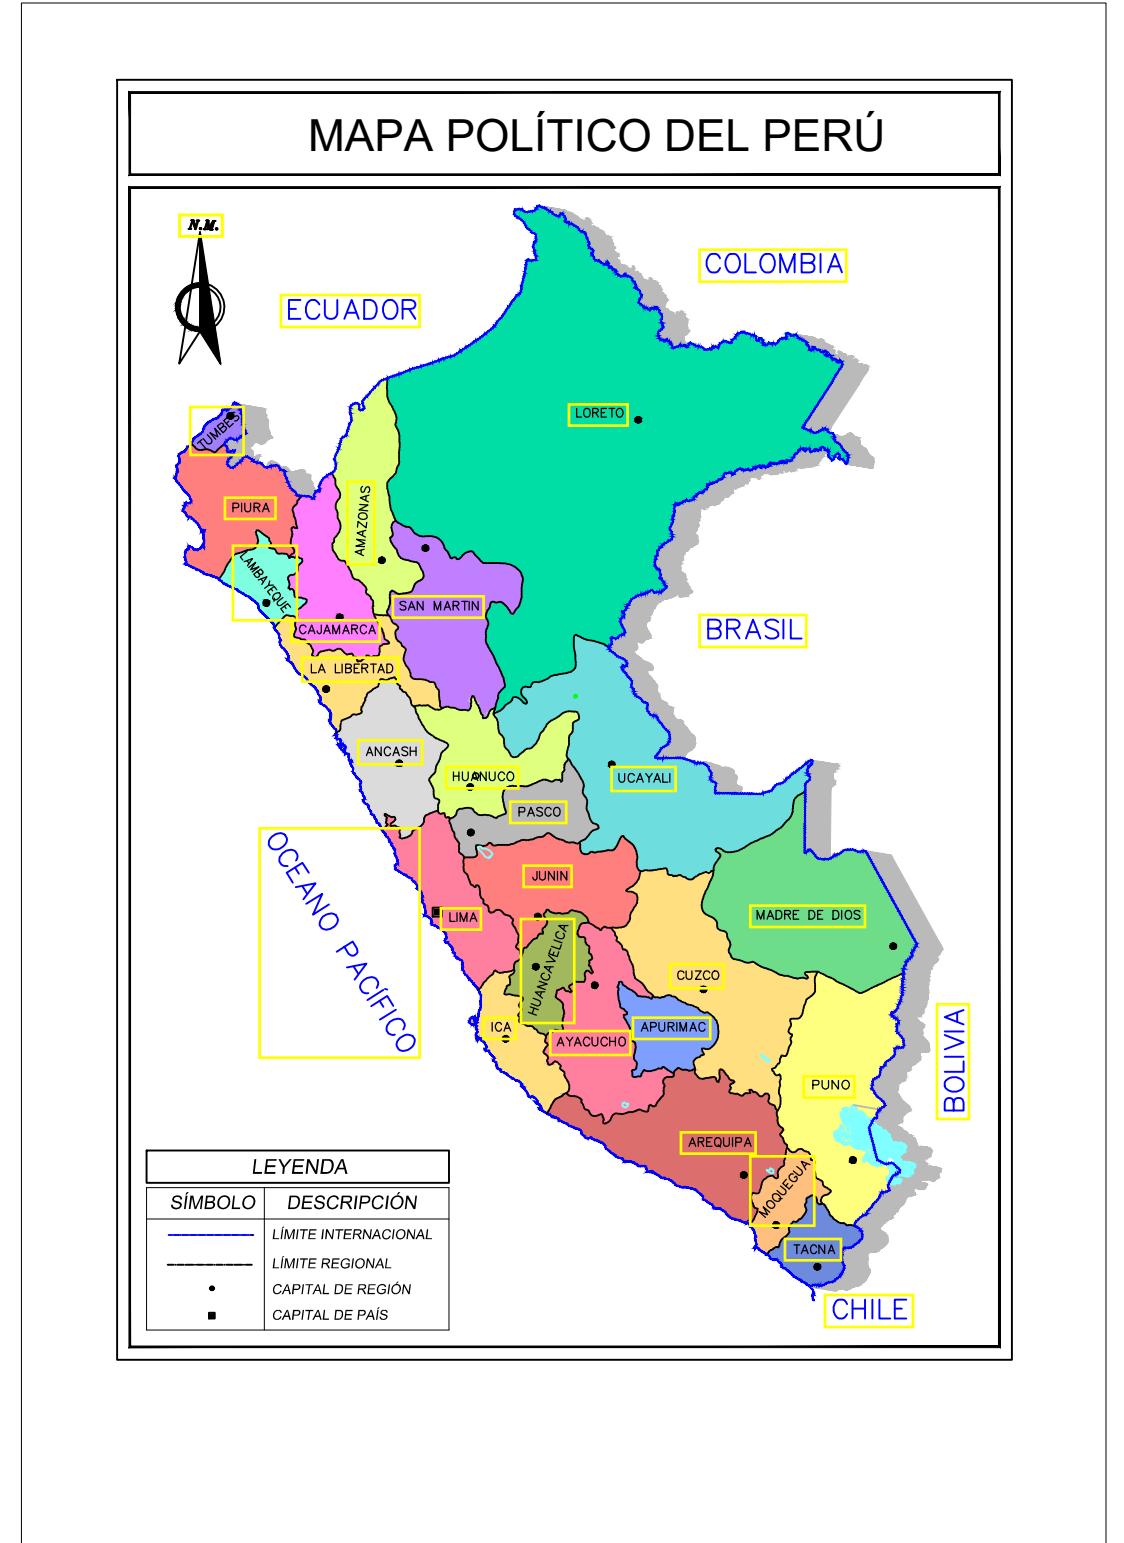 MAPA POLÍTICO DEL PERÚ
N.M.
COLOMBIA
ECUADOR
LORETO
TUMBES
PIURA
AMAZONAS
LAMBAYEQUE
SAN MARTIN
CAJAMARCA
BRASIL
LA LIBERTAD
ANCASH
HUANUCO
UCAYALI
PASCO
OCEANO PACÍFICO
JUNIN
LIMA
MADRE DE DIOS
HUANCAVELICA
CUZCO
ICA
APURIMAC
AYACUCHO
BOLIVIA
PUNO
AREQUIPA
MOQUEGUA
TACNA
CHILE
LEYENDA
SÍMBOLO DESCRIPCIÓN
LÍMITE INTERNACIONAL
LÍMITE REGIONAL
CAPITAL DE REGIÓN
CAPITAL DE PAÍS